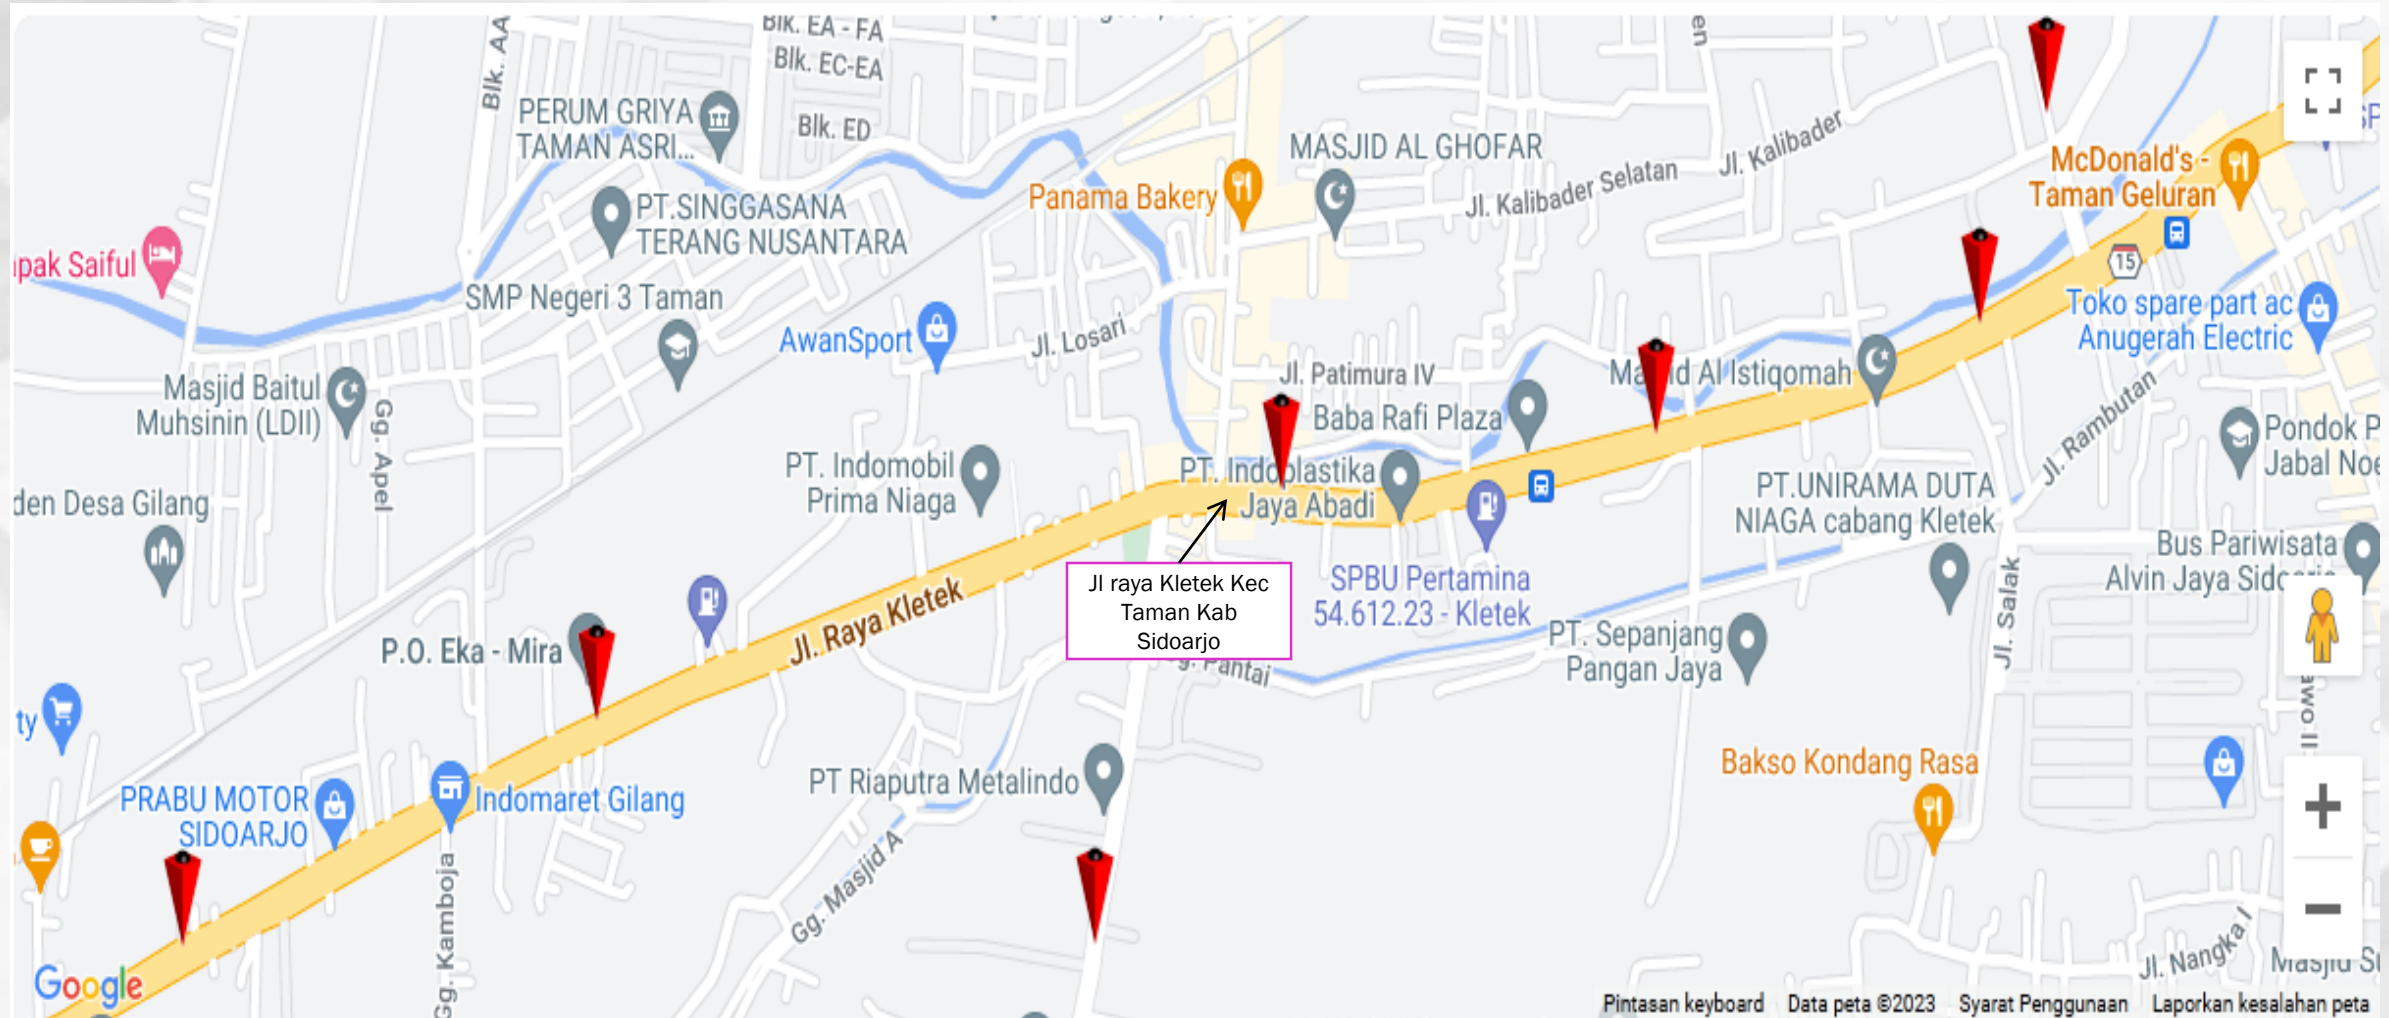 Blk. EA - FA
Blk. EC-EA
Blk. ED
Blk. AA
PERUM GRIYA
TAMAN ASRI...
MASJID AL GHOFAR
Jl. Kalibader
Jl. Kalibader Selatan
McDonald's -
Taman Geluran
Panama Bakery
PT.SINGGASANA
TERANG NUSANTARA
Saiful
15
SMP Negeri 3 Taman
AwanSport
Jl. Losari
Toko spare part ac
Anugerah Electric
Jl. Patimura IV
Al Istiqomah
Masjid Baitul
Muhsinin (LDII)
Gg. Apel
Baba Rafi Plaza
Jl. Rambutan
Pondok P
Jabal Noe
PT. Indomobil
Prima Niaga
PT. Indoplastika
Jaya Abadi
PT.UNIRAMA DUTA
NIAGA cabang Kletek
den Desa Gilang
Bus Pariwisata
Alvin Jaya
Jl raya Kletek Kec
Taman Kab
Sidoarjo
SPBU Pertamina
54.612.23 - Kletek
Jl. Raya Kletek
Jl. Salak
P.O. Eka - Mira
Pantai
PT. Sepanjang
Pangan Jaya
ty
awo II
Bakso Kondang Rasa
PT Riaputra Metalindo
PRABU MOTOR
SIDOARJO
Indomaret Gilang
+
−
Gg. Masjid A
Gg. Kamboja
Jl. Nangka I
Masjid
Google
Pintasan keyboard Data peta ©2023 Syarat Penggunaan Laporkan kesalahan peta